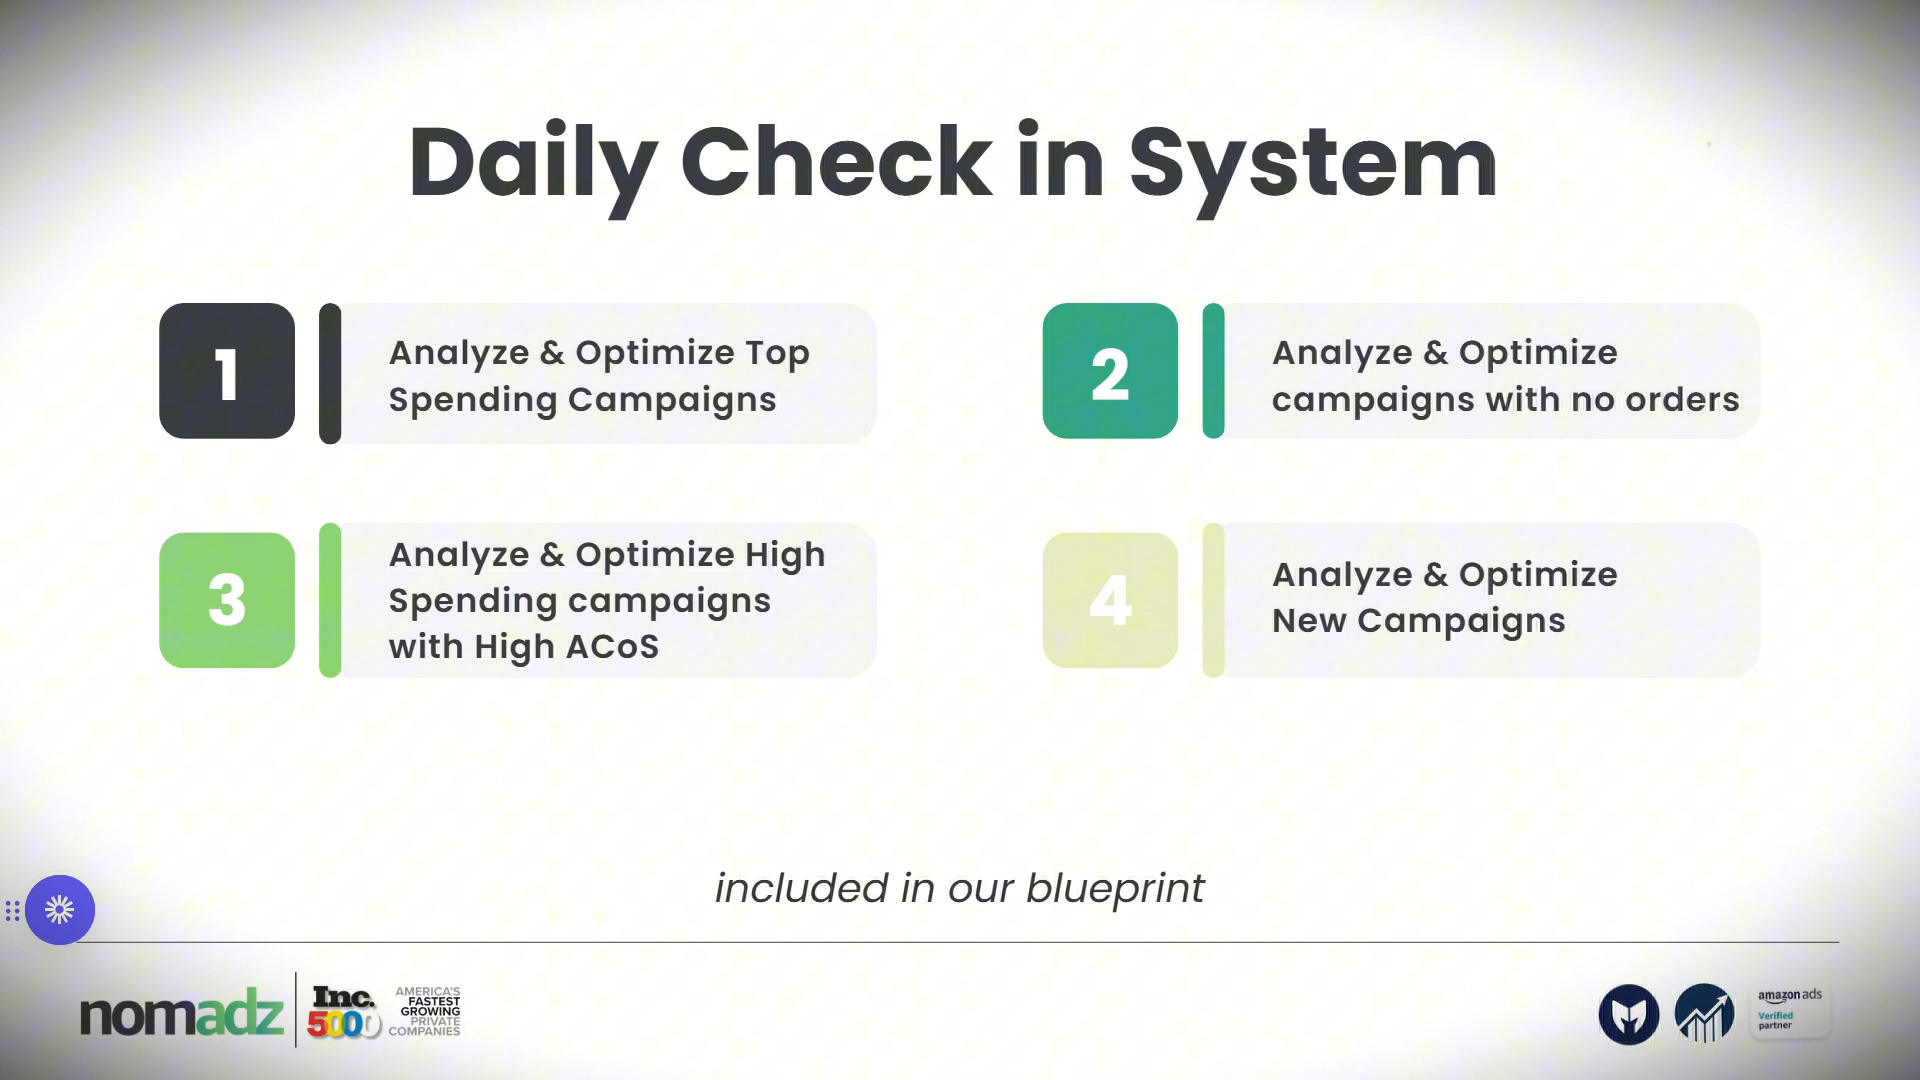 Daily Check in System
1
Analyze & Optimize Top
Spending Campaigns
2
Analyze & Optimize
campaigns with no orders
3
Analyze & Optimize High
Spending campaigns
with High ACoS
4
Analyze & Optimize
New Campaigns
included in our blueprint
nomadz
Inc.
5000
AMERICA'S
FASTEST
GROWING
PRIVATE
COMPANIES
amazon ads
Verified
partner